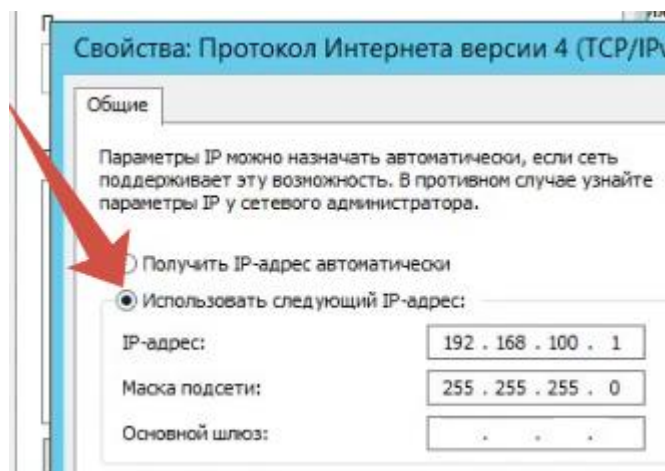 Свойства: Протокол Интернета версии 4 (TCP/IPv
Общие
Параметры IP можно назначать автоматически, если сеть
поддерживает эту возможность. В противном случае узнайте
параметры IP у сетевого администратора.
Получить IP-адрес автоматически
Использовать следующий IP-адрес:
IP-адрес: 192 . 168 . 100 . 1
Маска подсети: 255 . 255 . 255 . 0
Основной шлюз: . . .